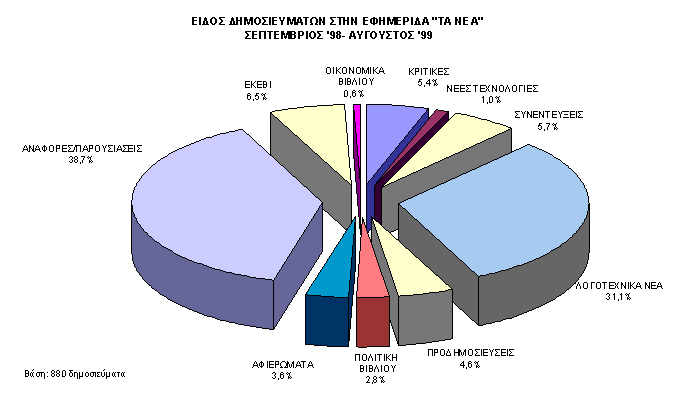 ΕΙΔΟΣ ΔΗΜΟΣΙΕΥΜΑΤΩΝ ΣΤΗΝ ΕΦΗΜΕΡΙΔΑ "ΤΑ ΝΕΑ"
ΣΕΠΤΕΜΒΡΙΟΣ '98- ΑΥΓΟΥΣΤΟΣ '99
ΟΙΚΟΝΟΜΙΚΑ
ΒΙΒΛΙΟΥ
0,6%
ΚΡΙΤΙΚΕΣ
5,4%
ΝΕΕΣ ΤΕΧΝΟΛΟΓΙΕΣ
1,0%
ΣΥΝΕΝΤΕΥΞΕΙΣ
5,7%
ΕΚΕΒΙ
6,5%
ΑΝΑΦΟΡΕΣ/ΠΑΡΟΥΣΙΑΣΕΙΣ
38,7%
ΛΟΓΟΤΕΧΝΙΚΑ ΝΕΑ
31,1%
ΠΡΟΔΗΜΟΣΙΕΥΣΕΙΣ
4,6%
ΠΟΛΙΤΙΚΗ
ΒΙΒΛΙΟΥ
2,8%
ΑΦΙΕΡΩΜΑΤΑ
3,6%
Βάση: 880 δημοσιεύματα